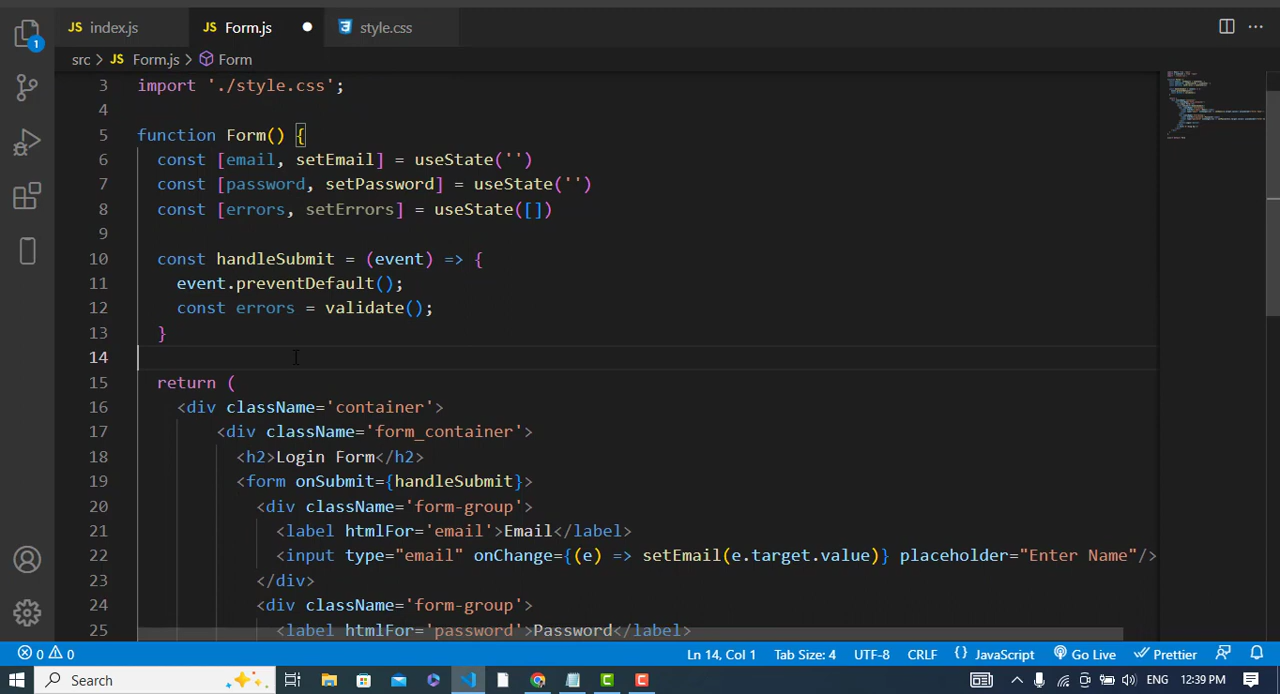 JS index.js
JS Form.js
style.css
1
src > JS Form.js > Form
3 import './style.css';
4
5 function Form() {
6 const [email, setEmail] = useState('')
7 const [password, setPassword] = useState('')
8 const [errors, setErrors] = useState([])
9
10 const handleSubmit = (event) => {
11 event.preventDefault();
12 const errors = validate();
13 }
14
15 return (
16 <div className='container'>
17 <div className='form_container'>
18 <h2>Login Form</h2>
19 <form onSubmit={handleSubmit}>
20 <div className='form-group'>
21 <label htmlFor='email'>Email</label>
22 <input type="email" onChange={(e) => setEmail(e.target.value)} placeholder="Enter Name"/>
23 </div>
24 <div className='form-group'>
25 <label htmlFor='password'>Password</label>
0 0 Ln 14, Col 1 Tab Size: 4 UTF-8 CRLF {} JavaScript Go Live Prettier
Search ENG 12:39 PM